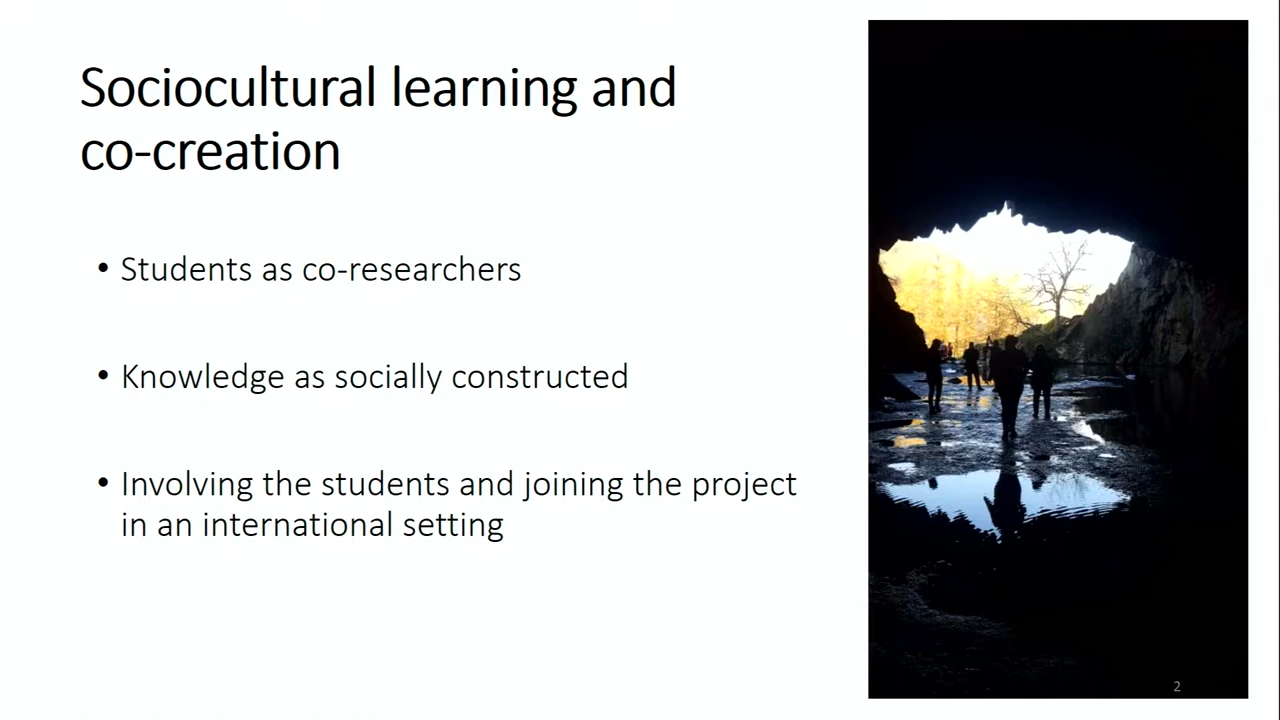 Sociocultural learning and
co-creation
• Students as co-researchers
• Knowledge as socially constructed
• Involving the students and joining the project
in an international setting
2